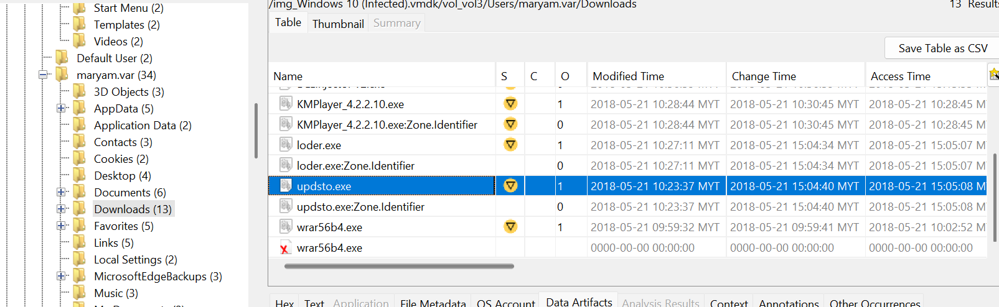 Start Menu (2)
Templates (2)
Videos (2)
Default User (2)
maryam.var (34)
3D Objects (3)
AppData (5)
Application Data (2)
Contacts (3)
Cookies (2)
Desktop (4)
Documents (6)
Downloads (13)
Favorites (5)
Links (5)
Local Settings (2)
MicrosoftEdgeBackups (3)
Music (3)
/img_Windows 10 (Infected).vmdk/vol_vol3/Users/maryam.var/Downloads 13 Results
Table Thumbnail Summary
Save Table as CSV
Name S C O Modified Time Change Time Access Time
KMPlayer_4.2.2.10.exe 1 2018-05-21 10:28:44 MYT 2018-05-21 10:30:45 MYT 2018-05-21 10:28:45 M
KMPlayer_4.2.2.10.exe:Zone.Identifier 0 2018-05-21 10:28:44 MYT 2018-05-21 10:30:45 MYT 2018-05-21 10:28:45 M
loder.exe 1 2018-05-21 10:27:11 MYT 2018-05-21 15:04:34 MYT 2018-05-21 15:05:07 M
loder.exe:Zone.Identifier 0 2018-05-21 10:27:11 MYT 2018-05-21 15:04:34 MYT 2018-05-21 15:05:07 M
updsto.exe 1 2018-05-21 10:23:37 MYT 2018-05-21 15:04:40 MYT 2018-05-21 15:05:08 M
updsto.exe:Zone.Identifier 0 2018-05-21 10:23:37 MYT 2018-05-21 15:04:40 MYT 2018-05-21 15:05:08 M
wrar56b4.exe 1 2018-05-21 09:59:32 MYT 2018-05-21 09:59:41 MYT 2018-05-21 10:02:52 M
wrar56b4.exe 0000-00-00 00:00:00 0000-00-00 00:00:00 0000-00-00 00:00:00
Hex Text Application File Metadata OS Account Data Artifacts Analysis Results Context Annotations Other Occurrences